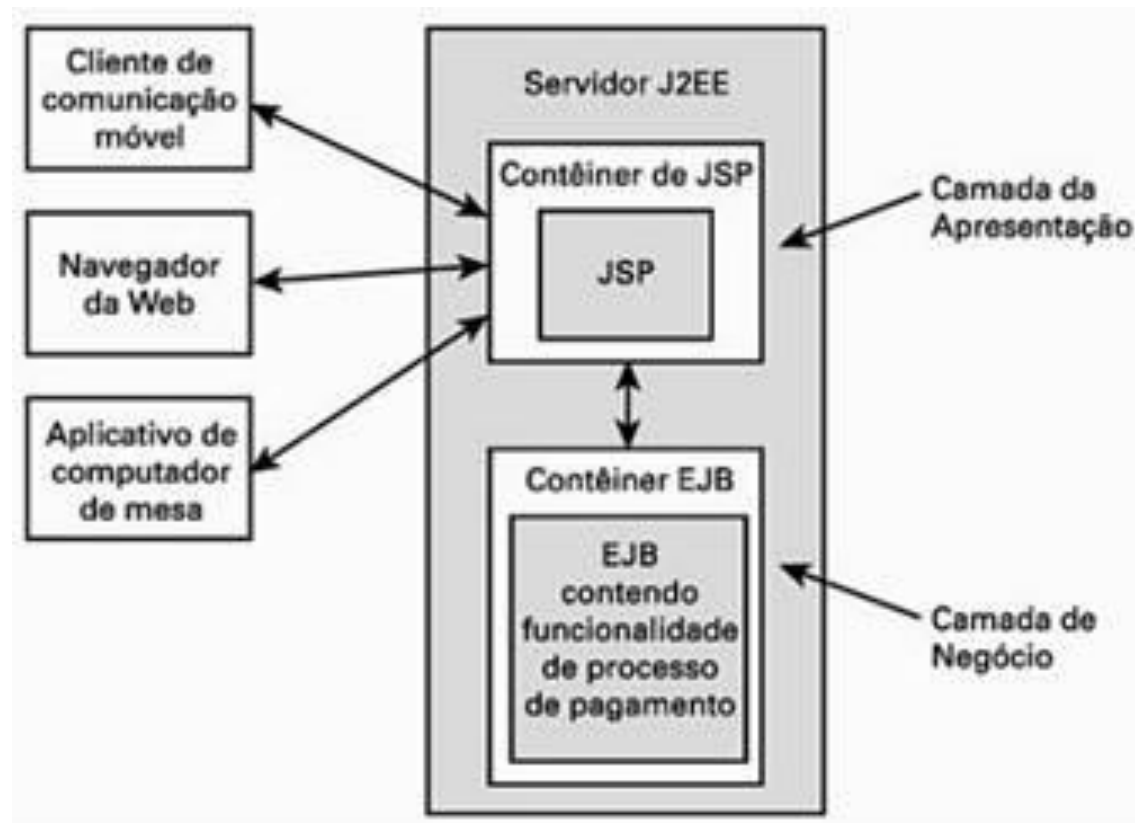 Cliente de
comunicação
móvel
Navegador
da Web
Aplicativo de
computador
de mesa
Servidor J2EE
Contêiner de JSP
JSP
Contêiner EJB
EJB
contendo
funcionalidade
de processo
de pagamento
Camada da
Apresentação
Camada de
Negócio